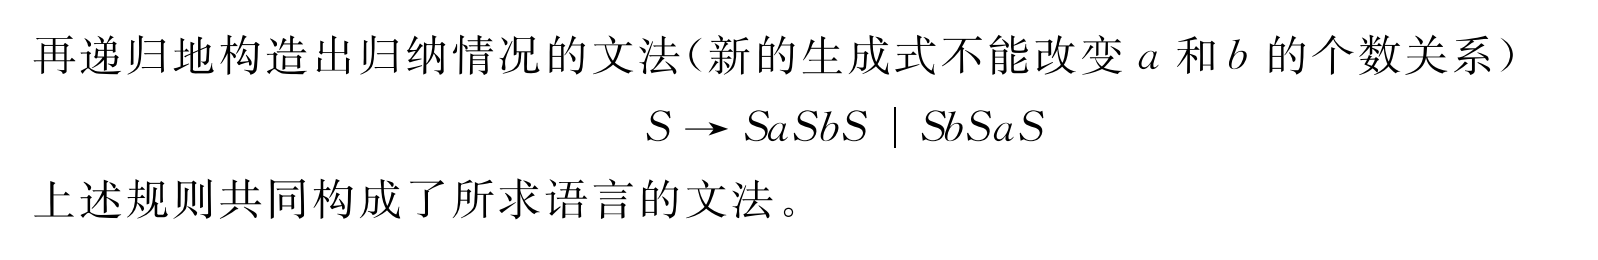 再递归地构造出归纳情况的文法(新的生成式不能改变 a 和 b 的个数关系)
S → SaSbS | SbSaS
上述规则共同构成了所求语言的文法。